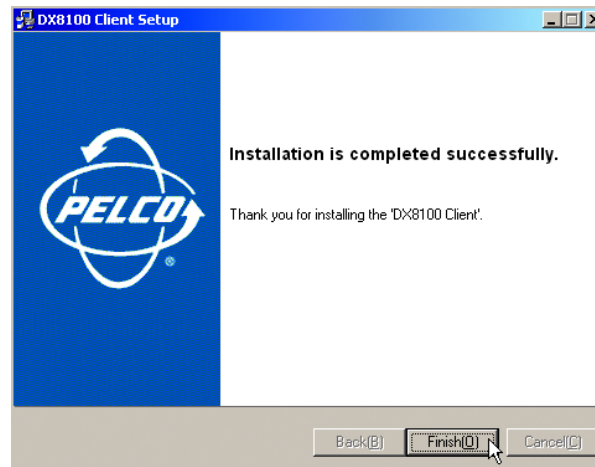 DX8100 Client Setup
PELCO
®
Installation is completed successfully.
Thank you for installing the 'DX8100 Client'.
Back(B) Finish(O) Cancel(C)